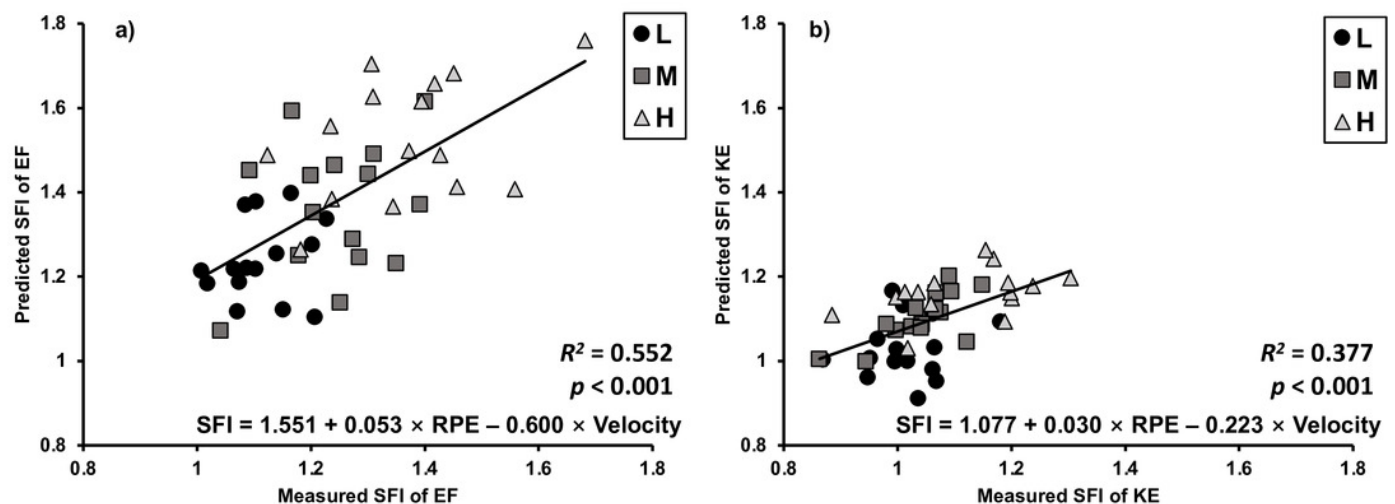 a)
L
M
H
1.8
1.6
1.4
1.2
1
0.8
Predicted SFI of EF
R² = 0.552
p < 0.001
SFI = 1.551 + 0.053 × RPE – 0.600 × Velocity
0.8 1 1.2 1.4 1.6 1.8
Measured SFI of EF
b)
L
M
H
1.8
1.6
1.4
1.2
1
0.8
Predicted SFI of KE
R² = 0.377
p < 0.001
SFI = 1.077 + 0.030 × RPE – 0.223 × Velocity
0.8 1 1.2 1.4 1.6 1.8
Measured SFI of KE